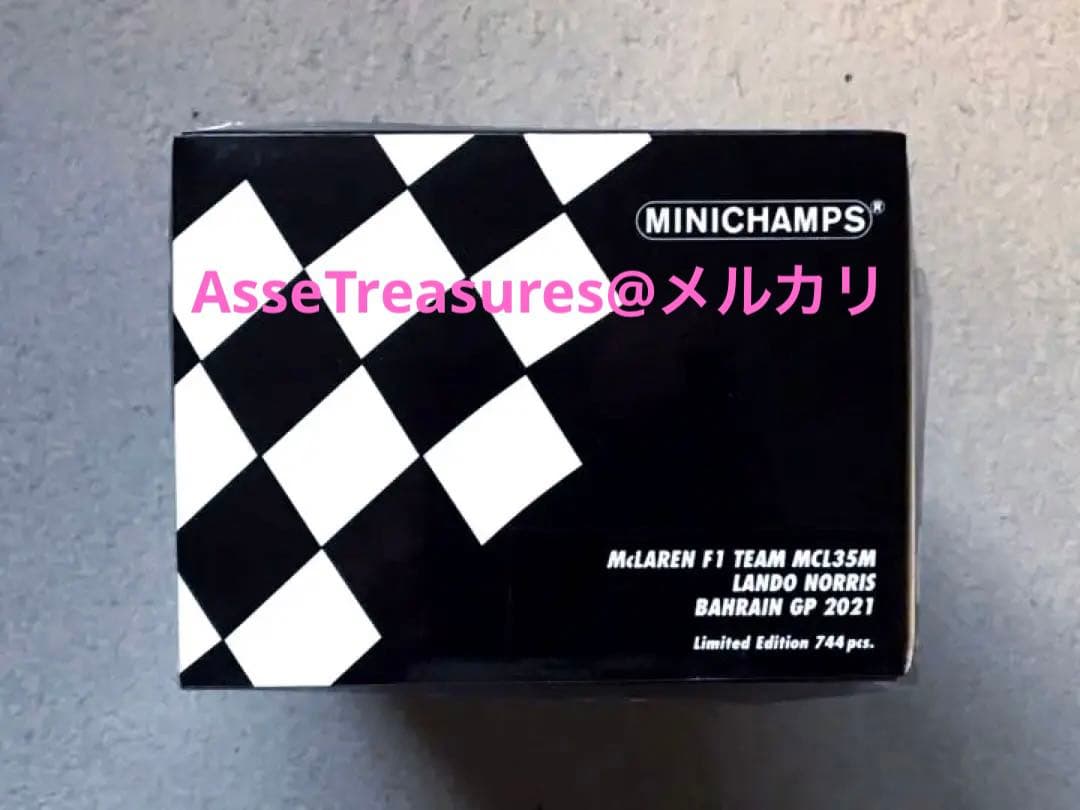 MINICHAMPS®
AsseTreasures@メルカリ
McLAREN F1 TEAM MCL35M
LANDO NORRIS
BAHRAIN GP 2021
Limited Edition 744 pcs.